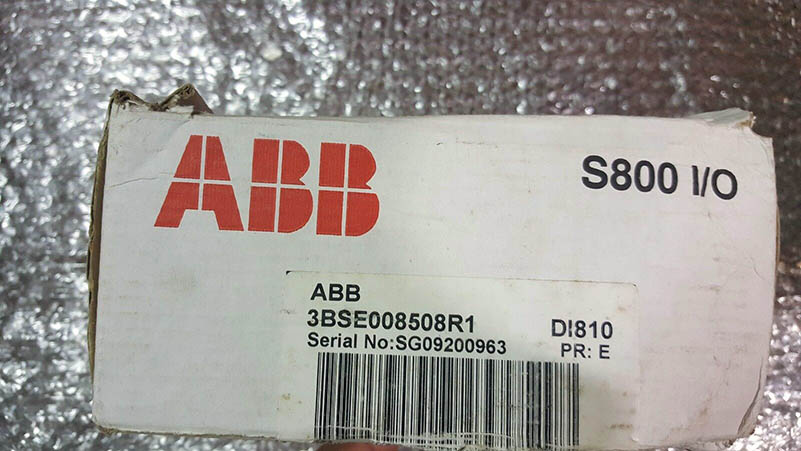 ABB
S800 I/O
ABB
3BSE008508R1 DI810
Serial No:SG09200963 PR: E